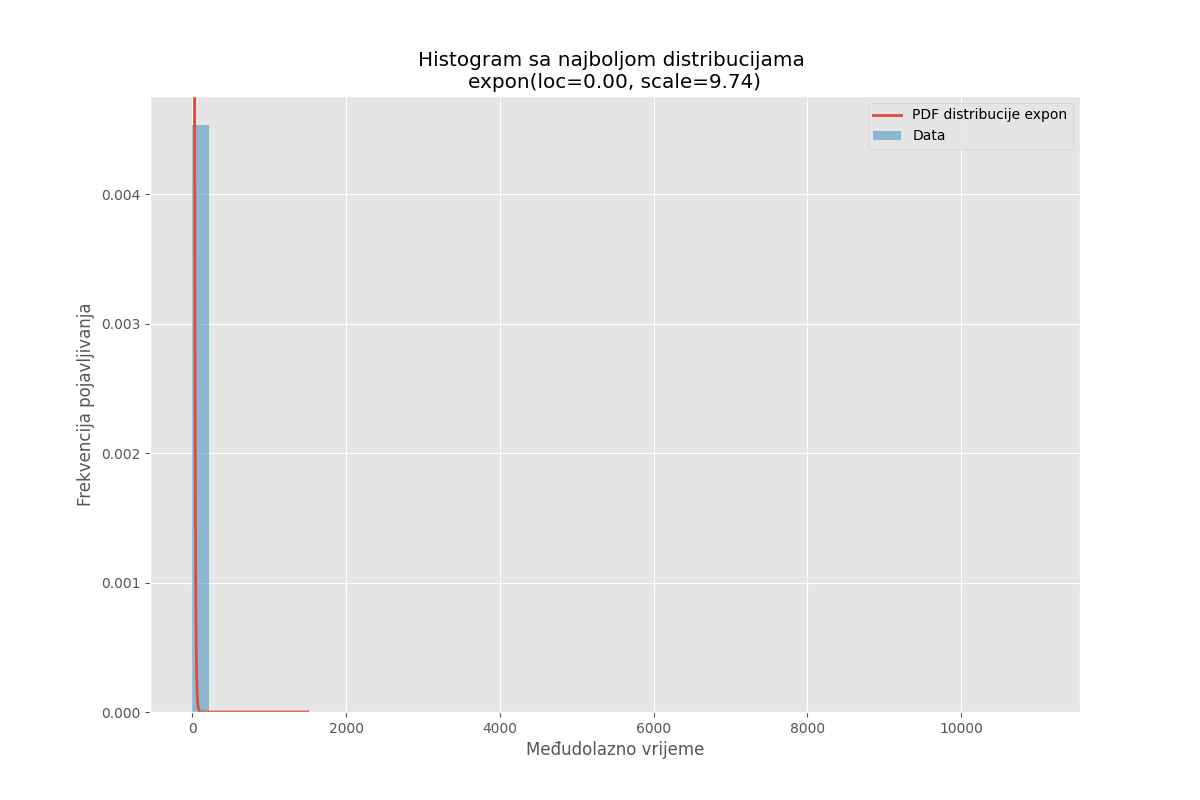 Histogram sa najboljom distribucijama
expon(loc=0.00, scale=9.74)
PDF distribucije expon
Data
Frekvencija pojavljivanja
0.004
0.003
0.002
0.001
0.000
0
2000
4000
6000
8000
10000
Međudolazno vrijeme